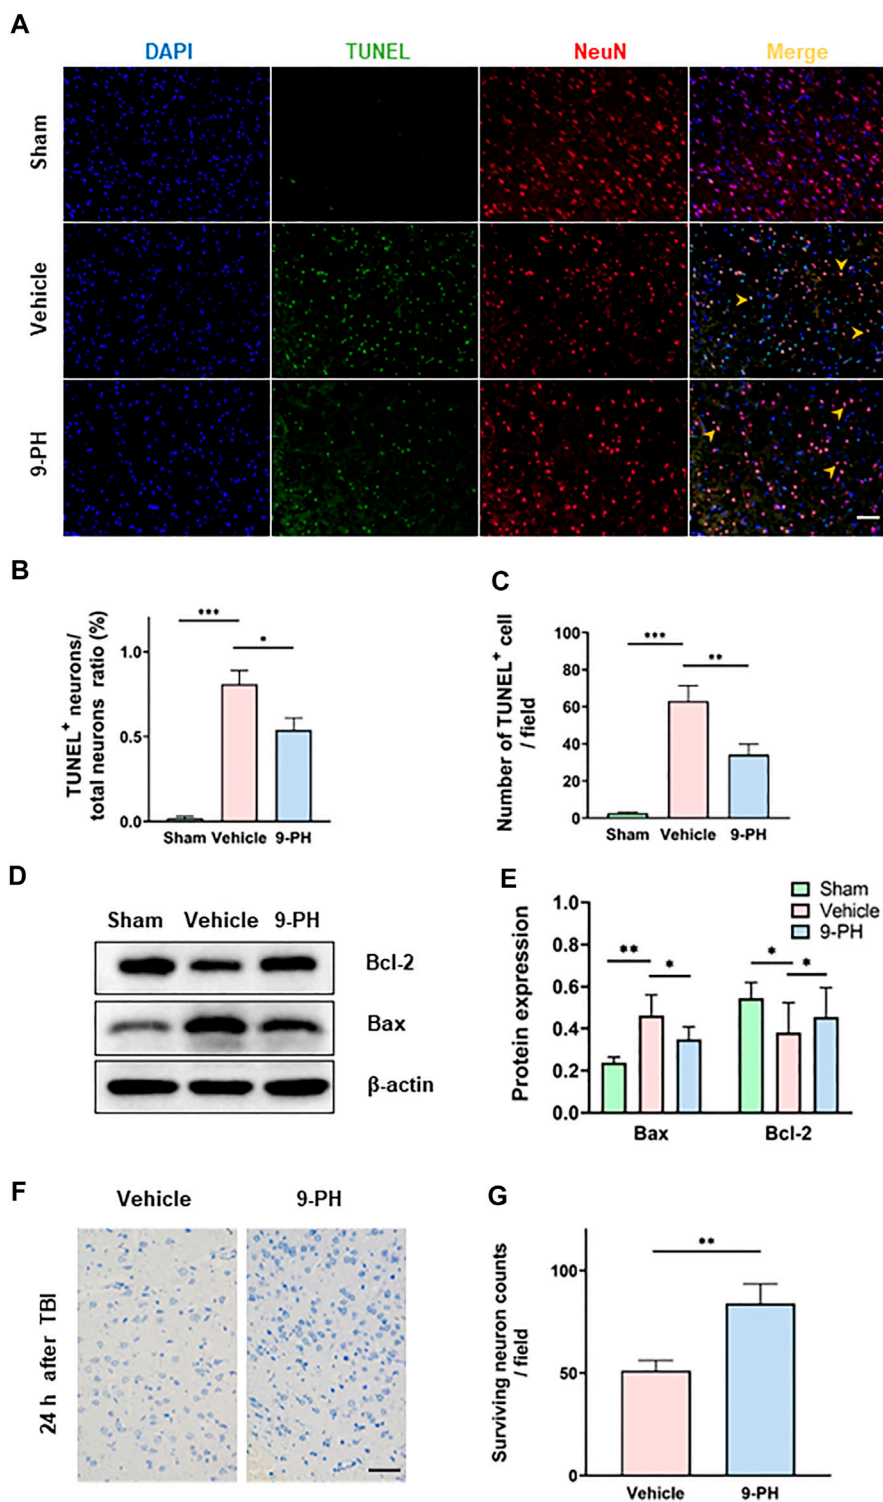 A
DAPI TUNEL NeuN Merge
Sham
Vehicle
9-PH
B
TUNEL⁺ neurons/
total neurons ratio (%)
1.0
0.5
0.0
***
*
Sham Vehicle 9-PH
C
Number of TUNEL⁺ cell
/ field
100
80
60
40
20
0
***
**
Sham Vehicle 9-PH
D
Sham Vehicle 9-PH
Bcl-2
Bax
β-actin
E
Sham
Vehicle
9-PH
Protein expression
1.0
0.8
0.6
0.4
0.2
0.0
**
*
*
*
Bax Bcl-2
F
Vehicle 9-PH
24 h after TBI
G
Surviving neuron counts
/ field
100
50
0
**
Vehicle 9-PH